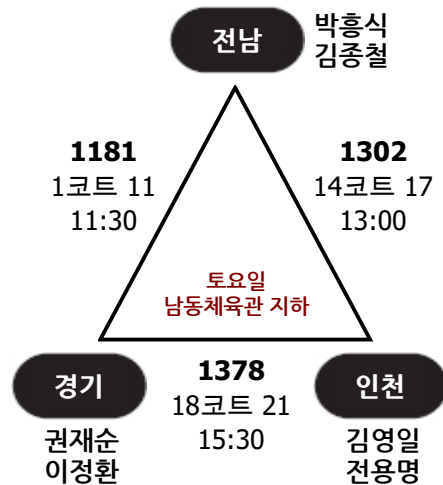 전남
박흥식
김종철
1181
1코트 11
11:30
1302
14코트 17
13:00
토요일
남동체육관 지하
경기
권재순
이정환
1378
18코트 21
15:30
인천
김영일
전용명